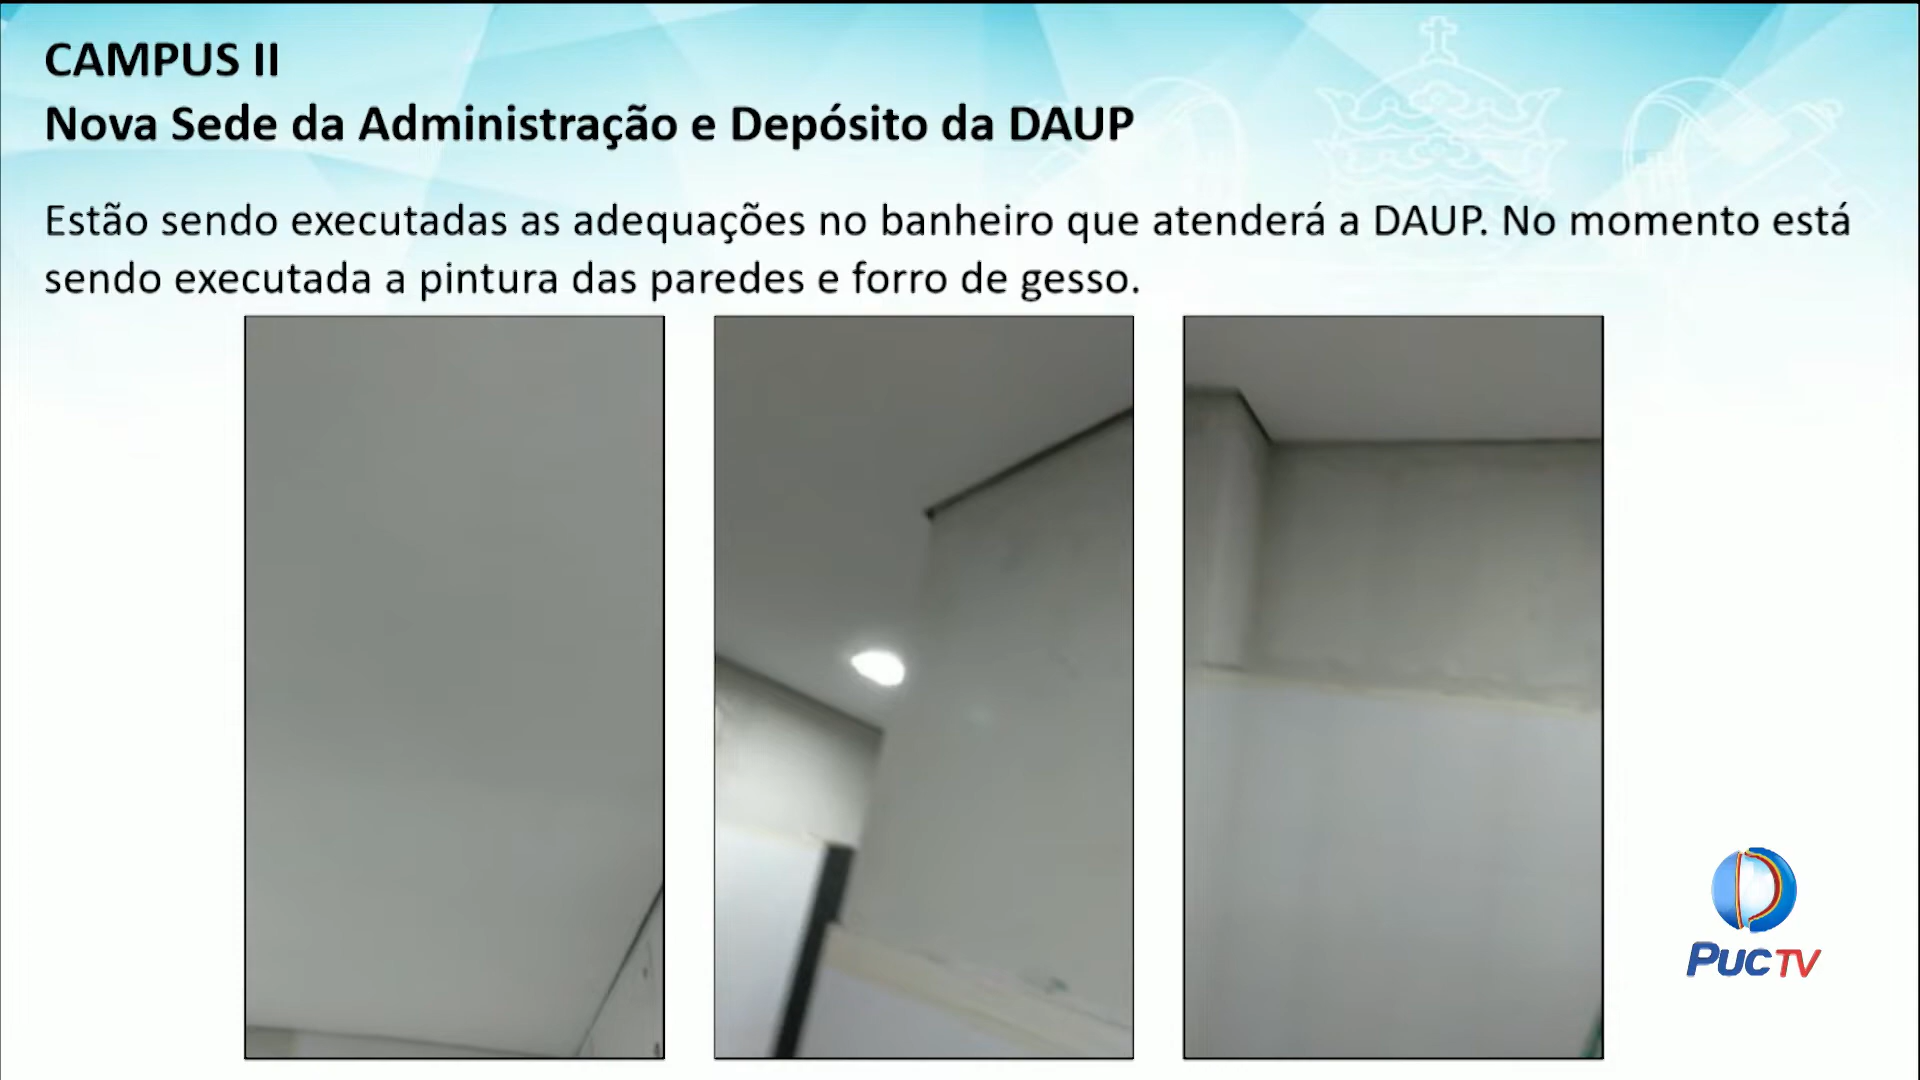 CAMPUS II
Nova Sede da Administração e Depósito da DAUP
Estão sendo executadas as adequações no banheiro que atenderá a DAUP. No momento está
sendo executada a pintura das paredes e forro de gesso.
PUC TV